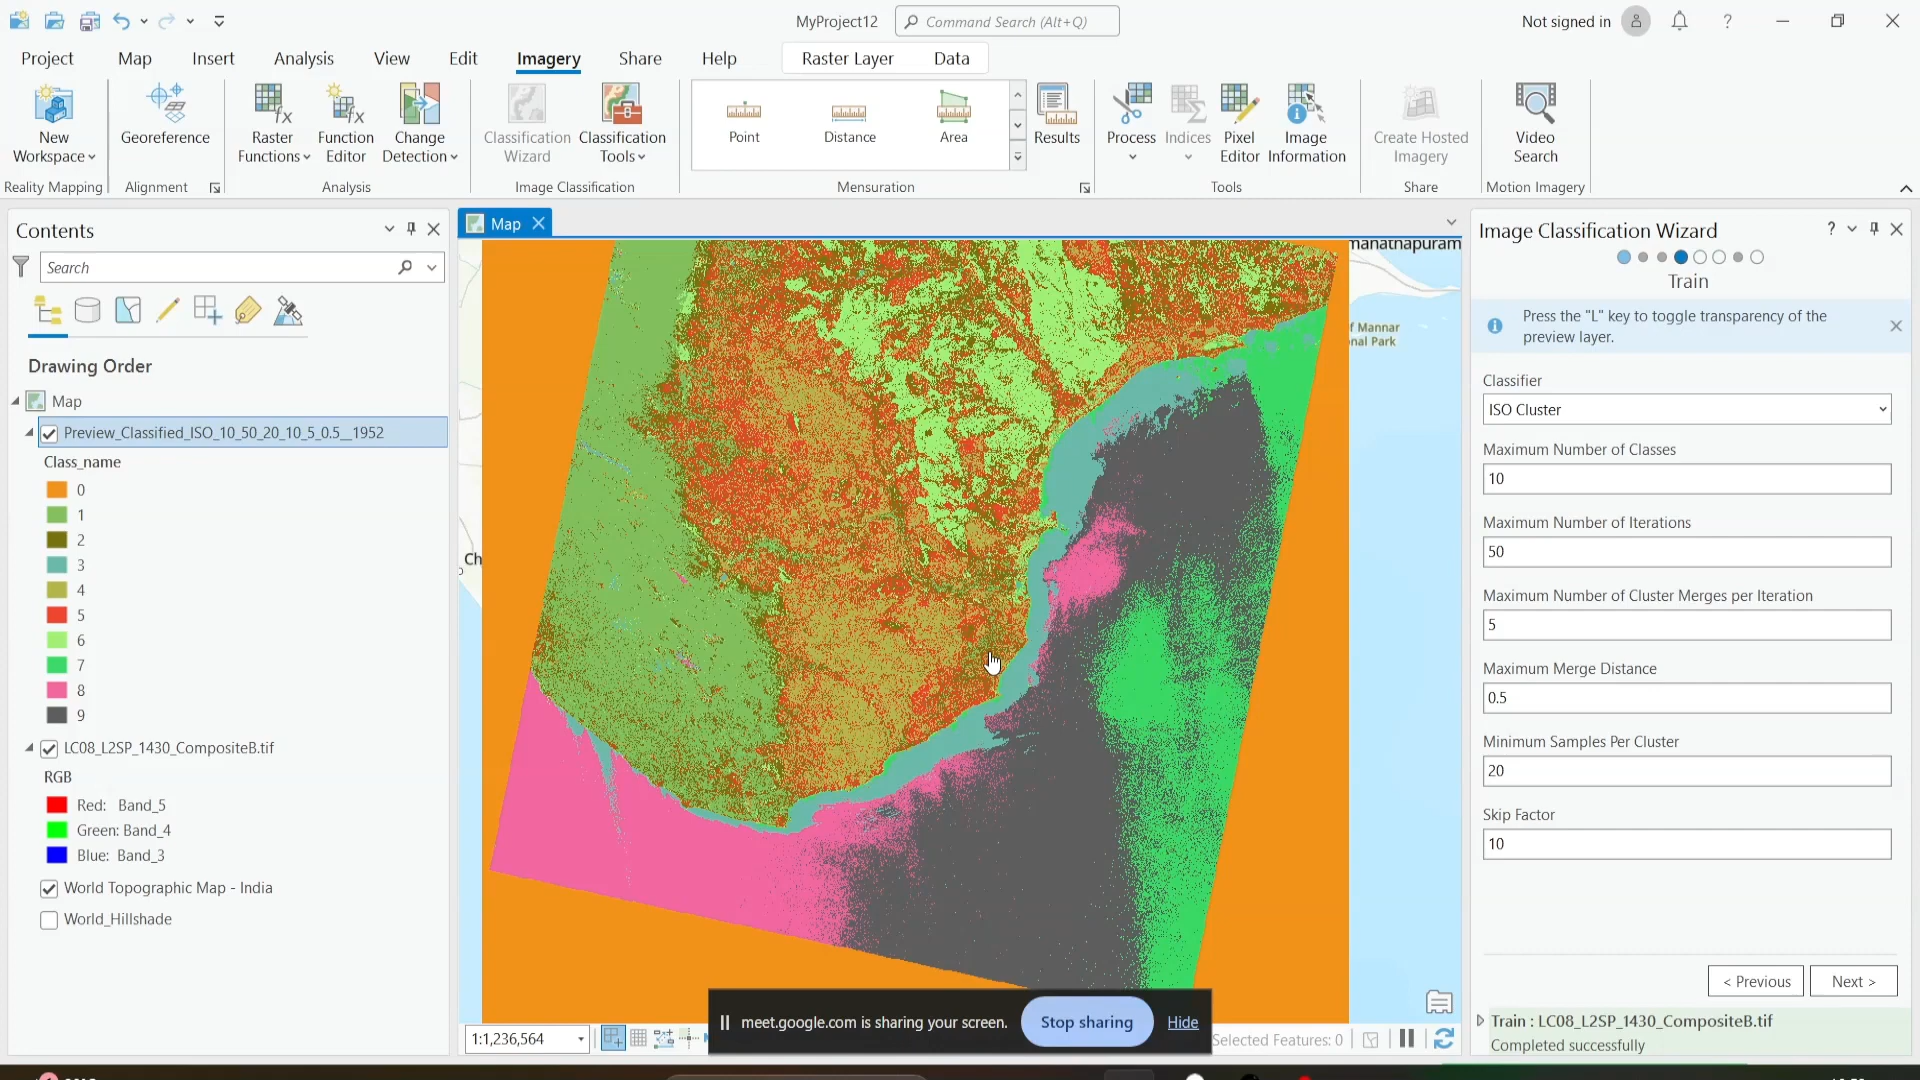 MyProject12
Command Search (Alt+Q)
Not signed in
Project
Map
Insert
Analysis
View
Edit
Imagery
Share
Help
Raster Layer
Data
New Workspace
Georeference
Raster Functions
Function Editor
Change Detection
Classification Wizard
Classification Tools
Point
Distance
Area
Results
Process
Indices
Pixel Editor
Image Information
Create Hosted Imagery
Video Search
Reality Mapping
Alignment
Analysis
Image Classification
Mensuration
Tools
Share
Motion Imagery
Contents
Search
Drawing Order
Map
Preview_Classified_ISO_10_50_20_10_5_0.5__1952
Class_name
0
1
2
3
4
5
6
7
8
9
LC08_L2SP_1430_CompositeB.tif
RGB
Red: Band_5
Green: Band_4
Blue: Band_3
World Topographic Map - India
World_Hillshade
Map
manathapuram
f Mannar
nal Park
Ch
1:1,236,564
meet.google.com is sharing your screen.
Stop sharing
Hide
Selected Features: 0
Image Classification Wizard
Train
Press the "L" key to toggle transparency of the
preview layer.
Classifier
ISO Cluster
Maximum Number of Classes
10
Maximum Number of Iterations
50
Maximum Number of Cluster Merges per Iteration
5
Maximum Merge Distance
0.5
Minimum Samples Per Cluster
20
Skip Factor
10
< Previous
Next >
Train : LC08_L2SP_1430_CompositeB.tif
Completed successfully